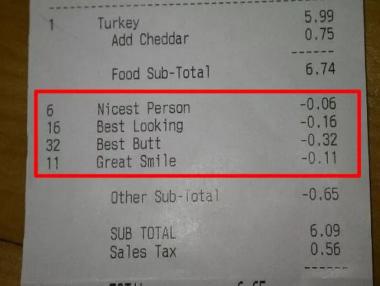 1 Turkey 5.99
Add Cheddar 0.75
------
Food Sub-Total 6.74
6 Nicest Person -0.06
16 Best Looking -0.16
32 Best Butt -0.32
11 Great Smile -0.11
------
Other Sub-Total -0.65
SUB TOTAL 6.09
Sales Tax 0.56
------